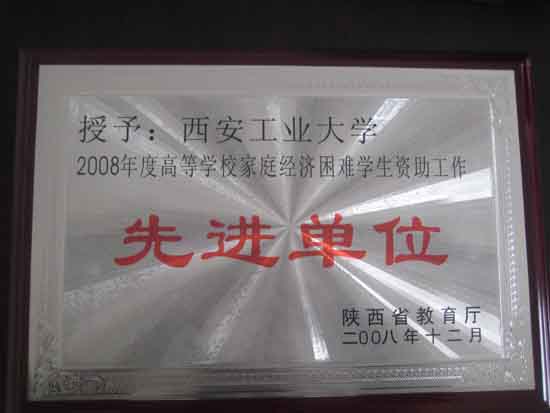 授予：西安工业大学
2008年度高等学校家庭经济困难学生资助工作
先进单位
陕西省教育厅
二00八年十二月